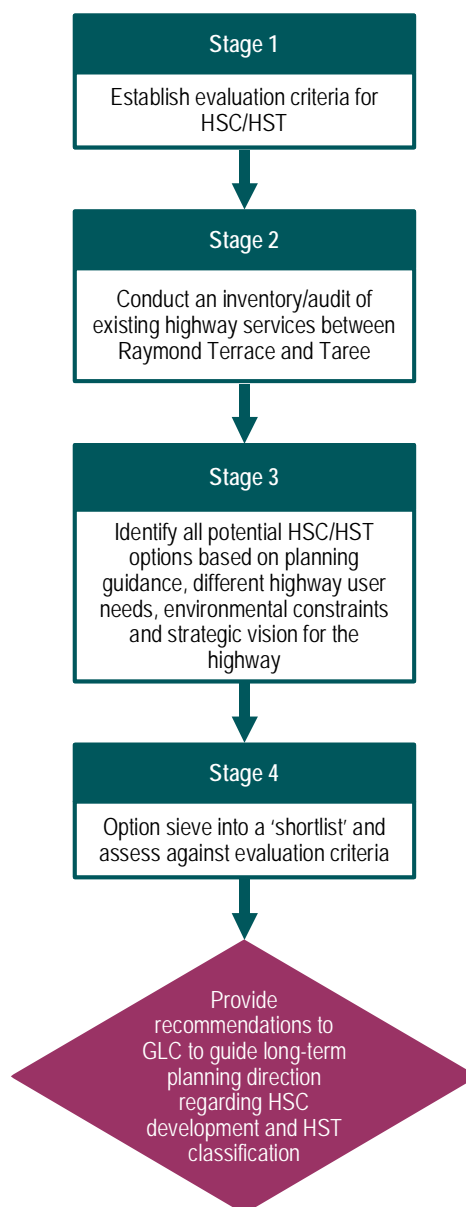 Stage 1
Establish evaluation criteria for
HSC/HST
Stage 2
Conduct an inventory/audit of
existing highway services between
Raymond Terrace and Taree
Stage 3
Identify all potential HSC/HST
options based on planning
guidance, different highway user
needs, environmental constraints
and strategic vision for the
highway
Stage 4
Option sieve into a ‘shortlist’ and
assess against evaluation criteria
Provide
recommendations to
GLC to guide long-term
planning direction
regarding HSC
development and HST
classification